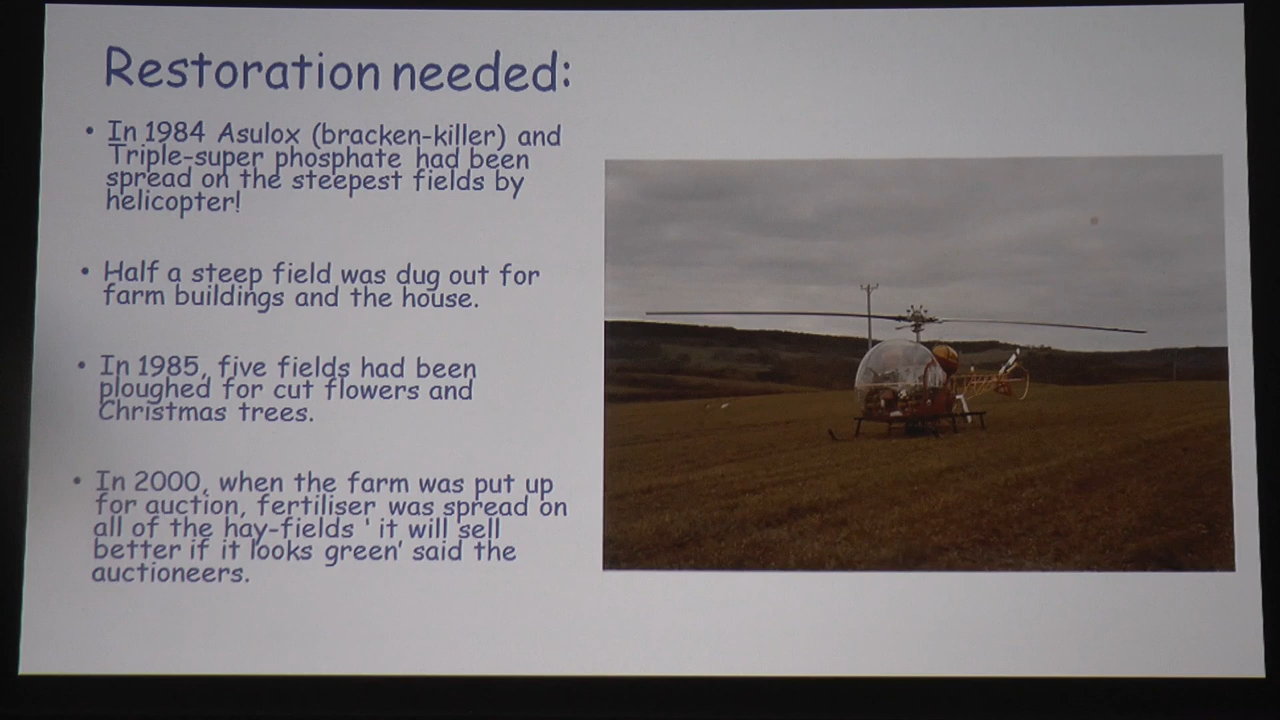 Restoration needed:
• In 1984 Asulox (bracken-killer) and
Triple-super phosphate had been
spread on the steepest fields by
helicopter!
• Half a steep field was dug out for
farm buildings and the house.
• In 1985, five fields had been
ploughed for cut flowers and
Christmas trees.
• In 2000, when the farm was put up
for auction, fertiliser was spread on
all of the hay-fields ' it will sell
better if it looks green' said the
auctioneers.